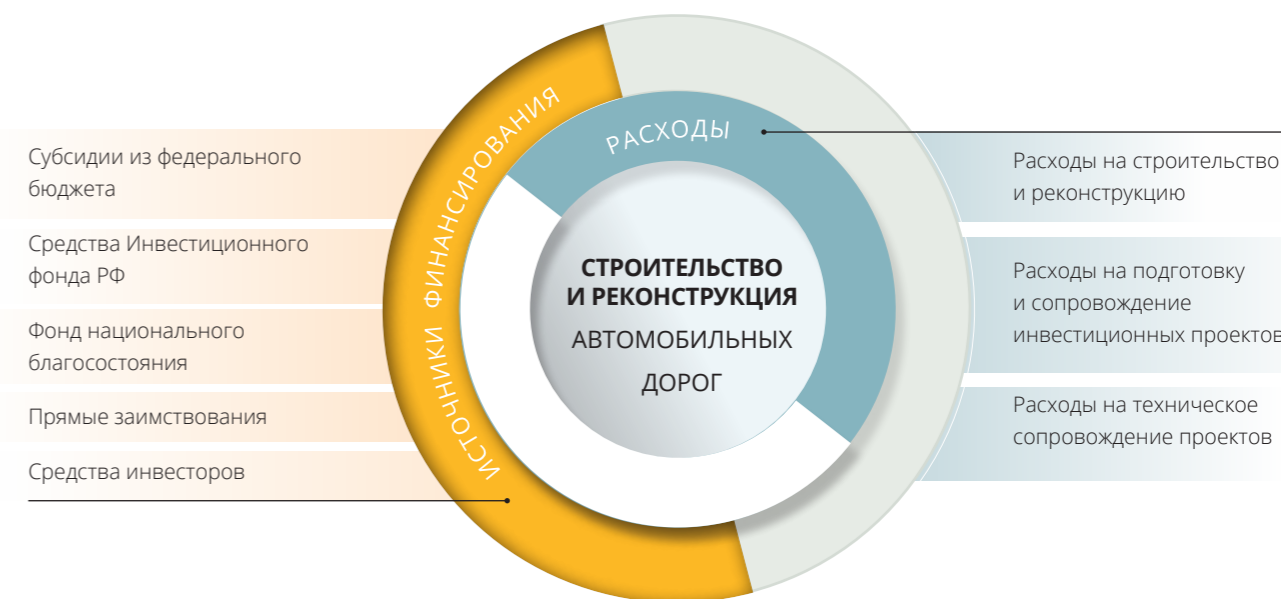 Субсидии из федерального
бюджета
Средства Инвестиционного
фонда РФ
Фонд национального
благосостояния
Прямые заимствования
Средства инвесторов
ИСТОЧНИКИ ФИНАНСИРОВАНИЯ
РАСХОДЫ
СТРОИТЕЛЬСТВО
И РЕКОНСТРУКЦИЯ
АВТОМОБИЛЬНЫХ
ДОРОГ
Расходы на строительство
и реконструкцию
Расходы на подготовку
и сопровождение
инвестиционных проектов
Расходы на техническое
сопровождение проектов